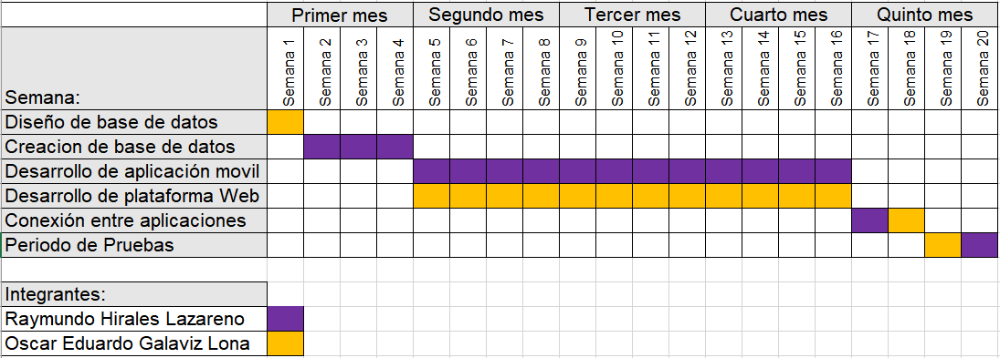 Primer mes Segundo mes Tercer mes Cuarto mes Quinto mes
Semana: Semana 1 Semana 2 Semana 3 Semana 4 Semana 5 Semana 6 Semana 7 Semana 8 Semana 9 Semana 10 Semana 11 Semana 12 Semana 13 Semana 14 Semana 15 Semana 16 Semana 17 Semana 18 Semana 19 Semana 20
Diseño de base de datos
Creacion de base de datos
Desarrollo de aplicación movil
Desarrollo de plataforma Web
Conexión entre aplicaciones
Periodo de Pruebas
Integrantes:
Raymundo Hirales Lazareno
Oscar Eduardo Galaviz Lona